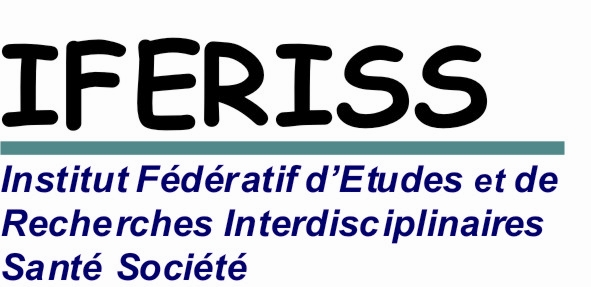 IFERISS
Institut Fédératif d’Etudes et de
Recherches Interdisciplinaires
Santé Société